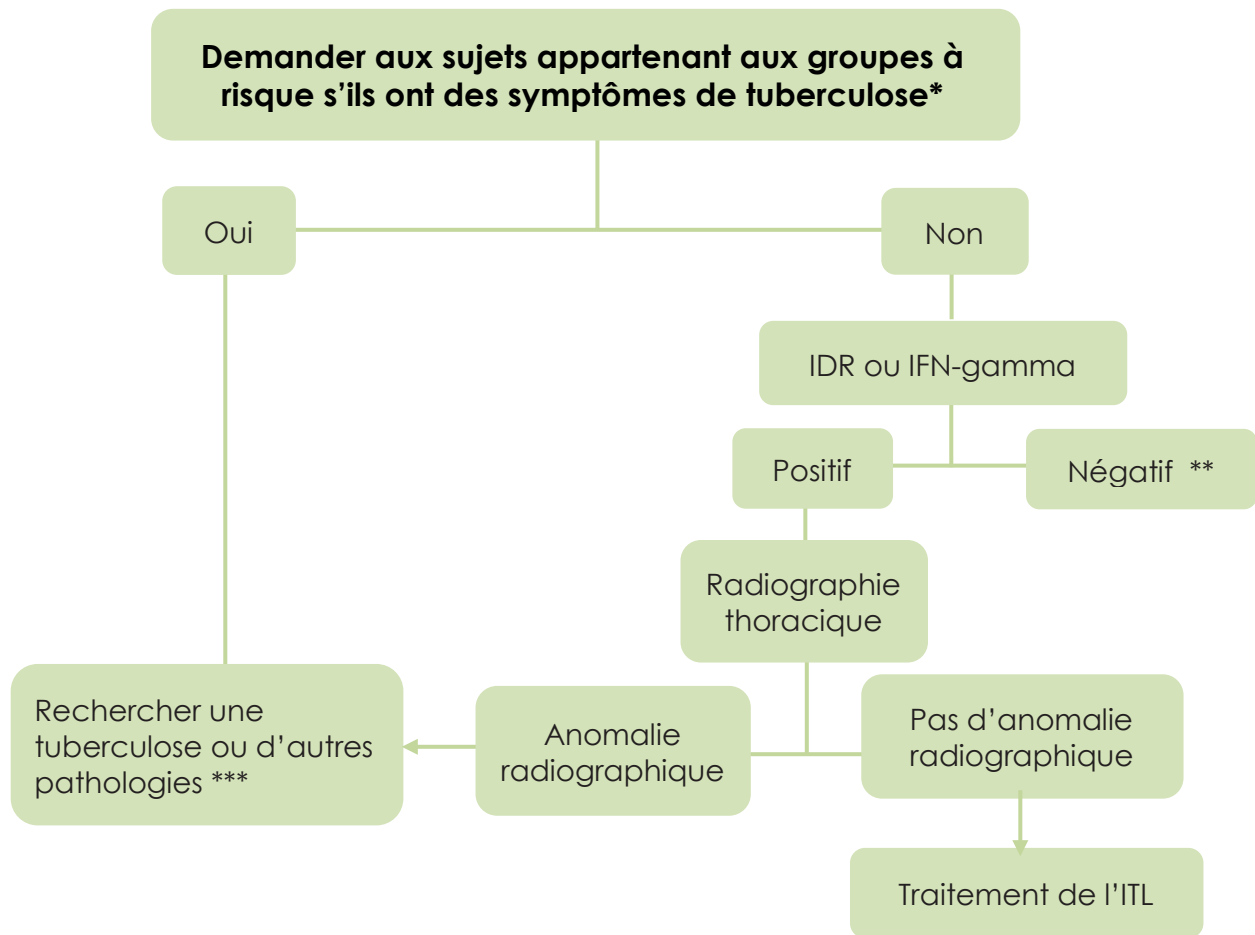 Demander aux sujets appartenant aux groupes à
risque s’ils ont des symptômes de tuberculose*
Oui
Non
IDR ou IFN-gamma
Positif
Négatif **
Radiographie
thoracique
Rechercher une
tuberculose ou d’autres
pathologies ***
Anomalie
radiographique
Pas d’anomalie
radiographique
Traitement de l’ITL